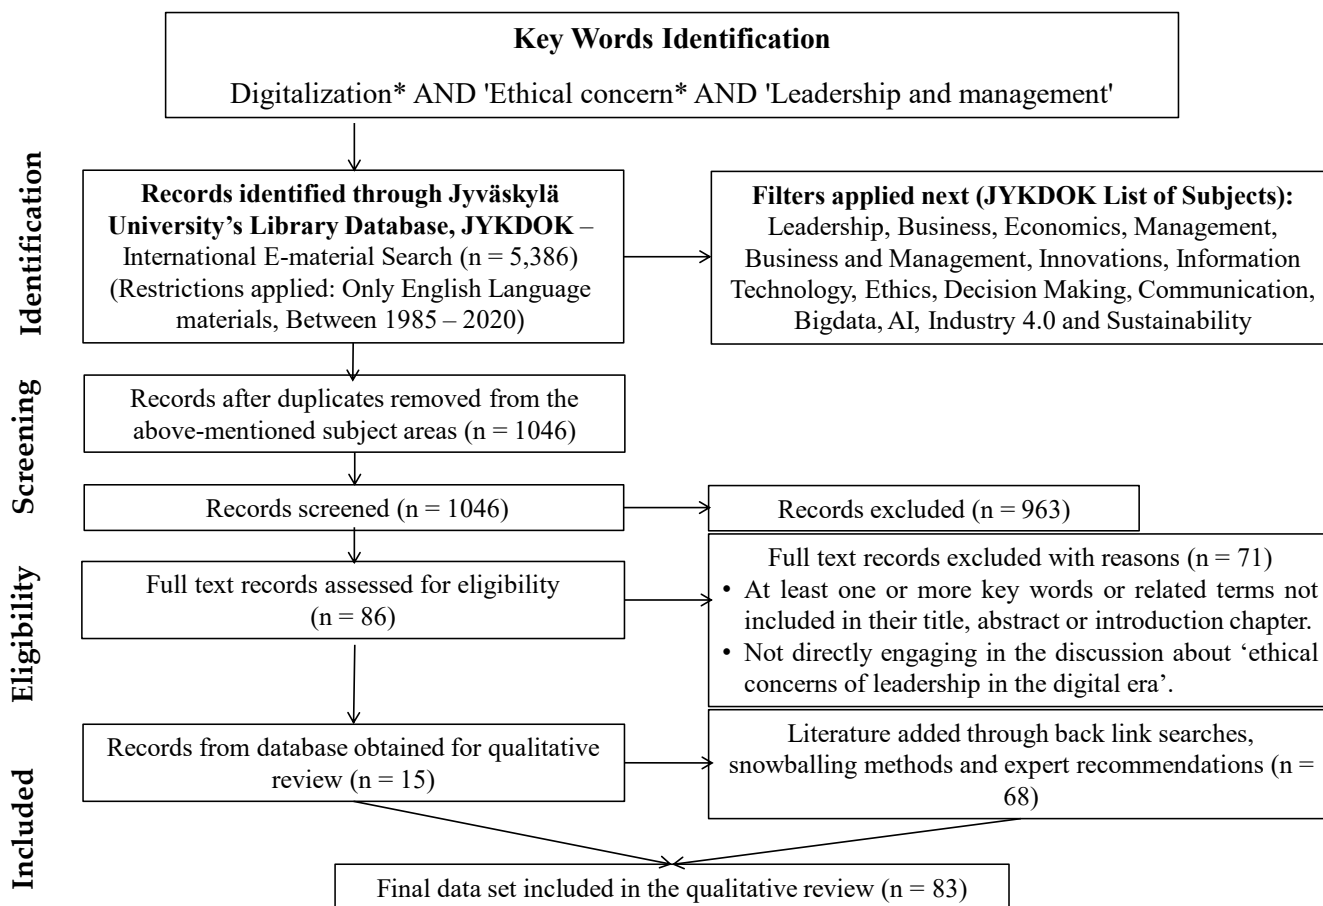 Key Words Identification
Digitalization* AND 'Ethical concern* AND 'Leadership and management'
Identification
Records identified through Jyväskylä
University’s Library Database, JYKDOK –
International E-material Search (n = 5,386)
(Restrictions applied: Only English Language
materials, Between 1985 – 2020)
Filters applied next (JYKDOK List of Subjects):
Leadership, Business, Economics, Management,
Business and Management, Innovations, Information
Technology, Ethics, Decision Making, Communication,
Bigdata, AI, Industry 4.0 and Sustainability
Screening
Records after duplicates removed from the
above-mentioned subject areas (n = 1046)
Records screened (n = 1046)
Records excluded (n = 963)
Eligibility
Full text records assessed for eligibility
(n = 86)
Full text records excluded with reasons (n = 71)
• At least one or more key words or related terms not
included in their title, abstract or introduction chapter.
• Not directly engaging in the discussion about ‘ethical
concerns of leadership in the digital era’.
Included
Records from database obtained for qualitative
review (n = 15)
Literature added through back link searches,
snowballing methods and expert recommendations (n =
68)
Final data set included in the qualitative review (n = 83)